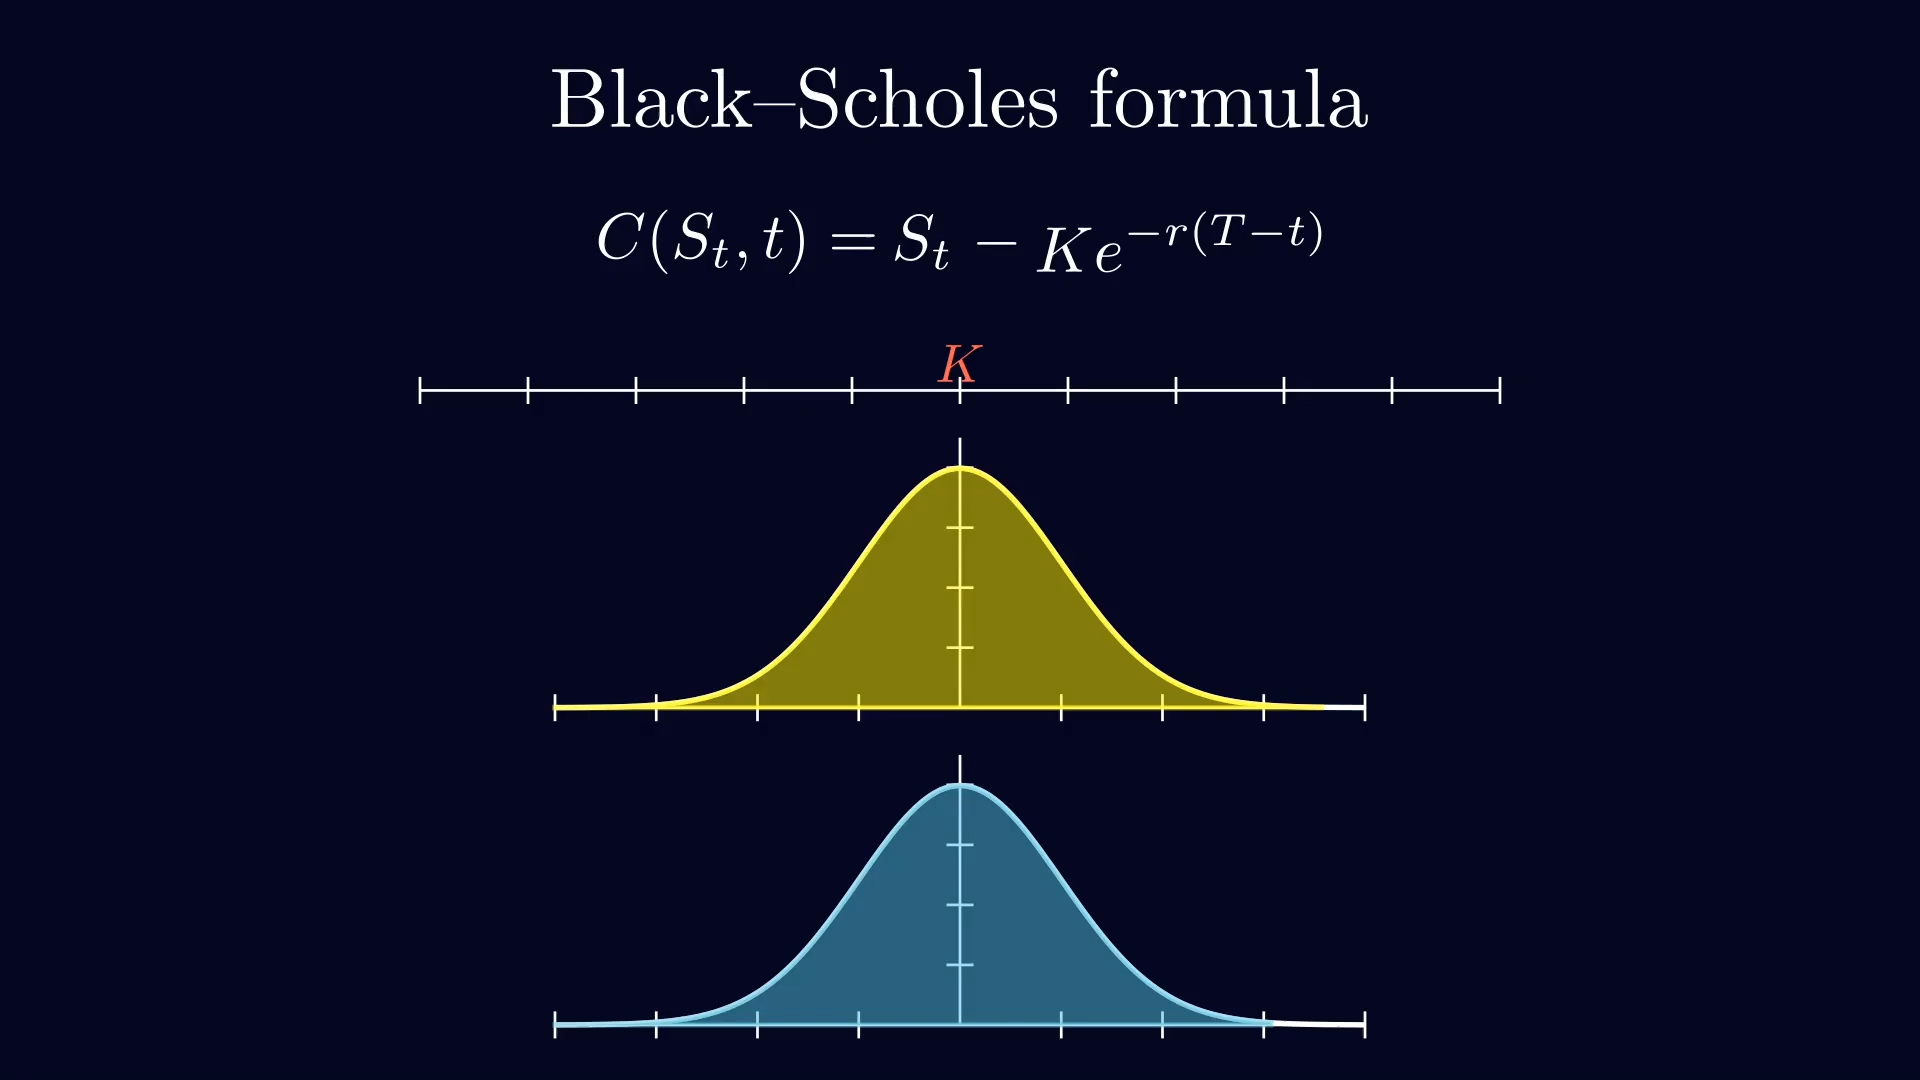 Black–Scholes formula
$C(S_t, t) = S_t - Ke^{-r(T-t)}$
K